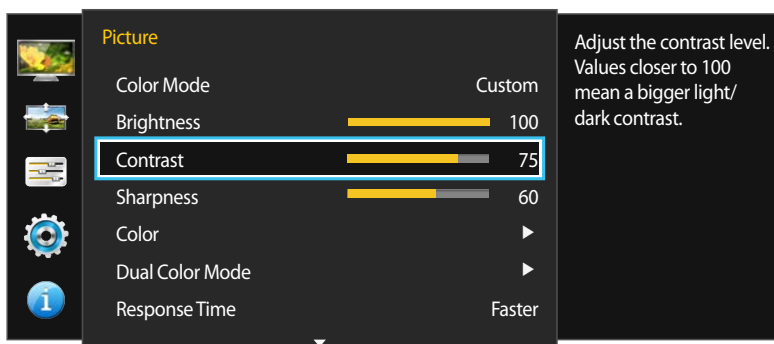 Picture
Color Mode Custom
Brightness 100
Contrast 75
Sharpness 60
Color
Dual Color Mode
Response Time Faster
Adjust the contrast level.
Values closer to 100
mean a bigger light/
dark contrast.
i